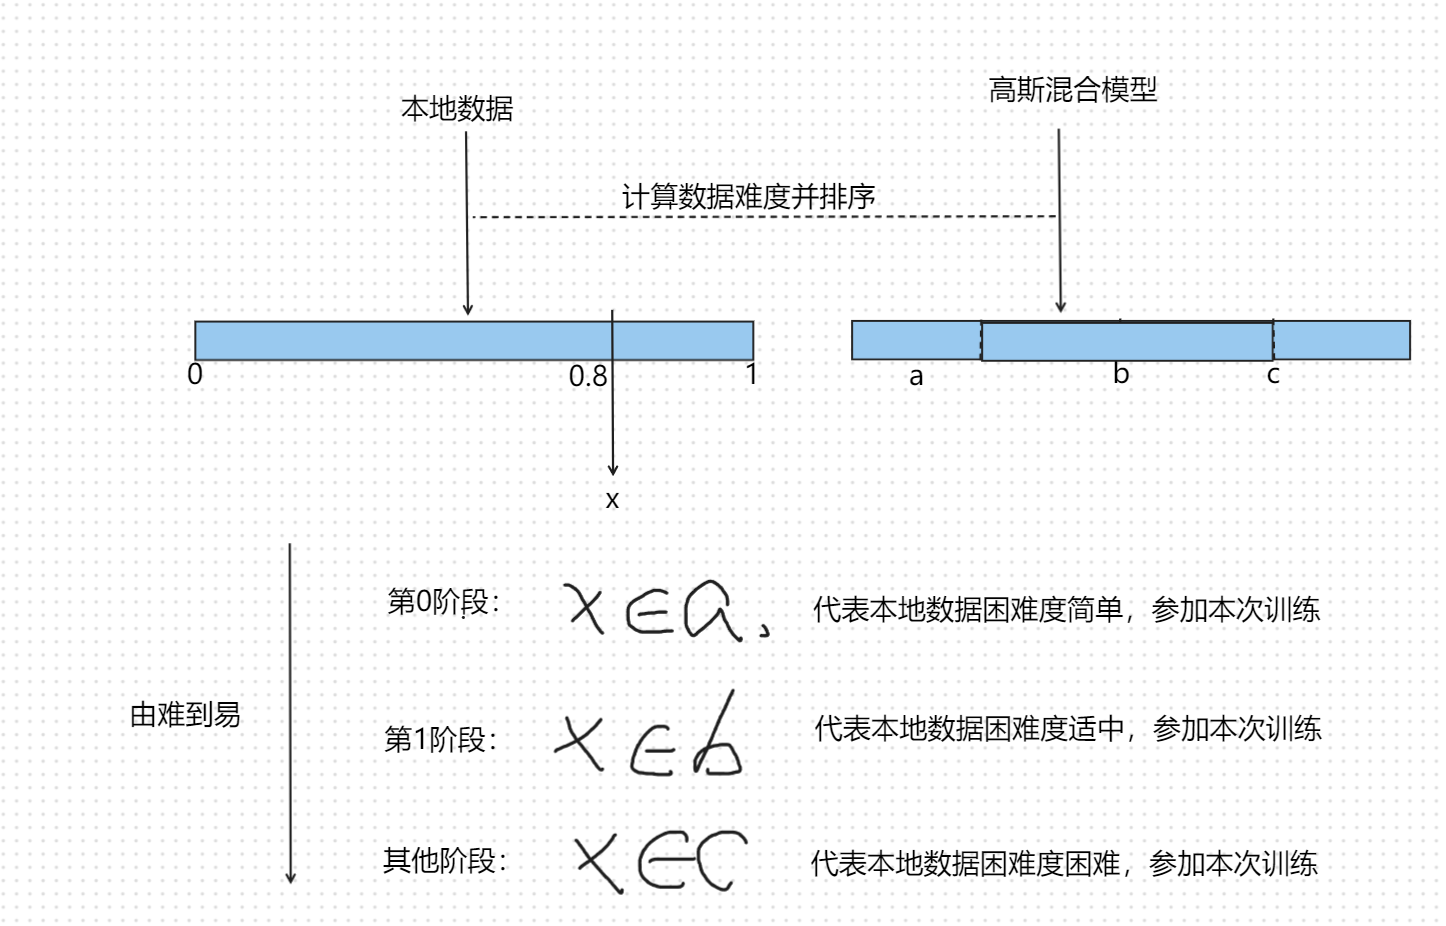 本地数据
高斯混合模型
计算数据难度并排序
0
0.8
1
a
b
c
x
第0阶段：
x∈a、
代表本地数据困难度简单，参加本次训练
由难到易
第1阶段：
x∈b
代表本地数据困难度适中，参加本次训练
其他阶段：
x∈c
代表本地数据困难度困难，参加本次训练